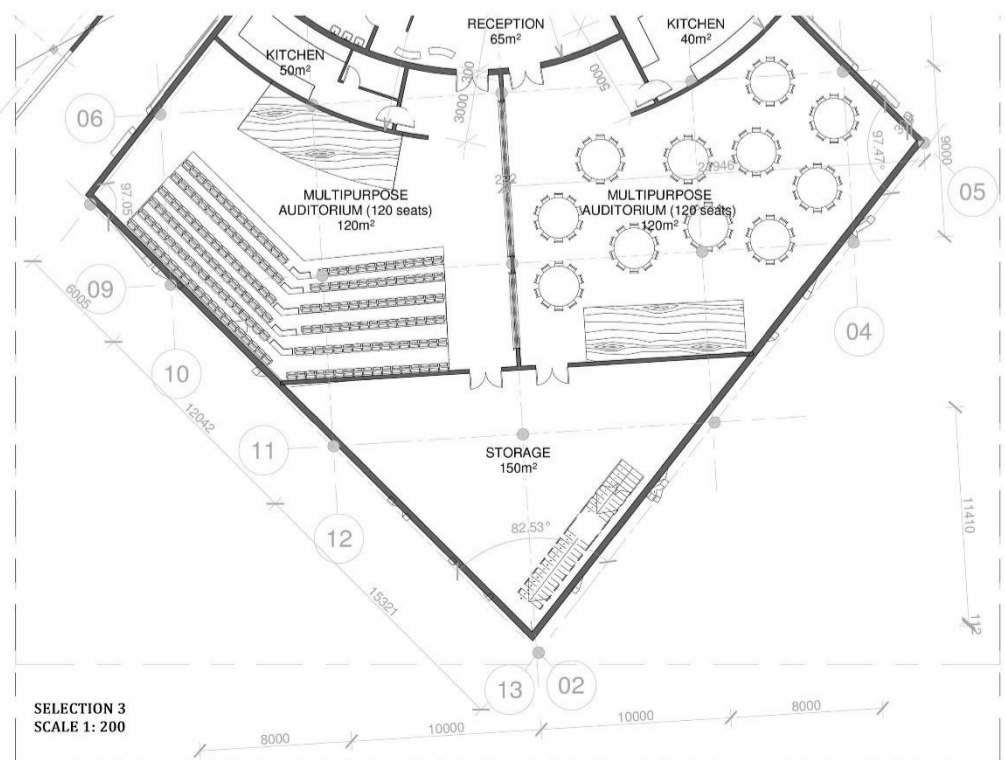 RECEPTION
65m²
KITCHEN
40m²
KITCHEN
50m²
300
3000
5000
06
97.47°
9000
05
MULTIPURPOSE
AUDITORIUM (120 seats)
120m²
MULTIPURPOSE
AUDITORIUM (120 seats)
120m²
97.05
09
6005
04
10
12042
11
STORAGE
150m²
11410
12
82.53°
15321
112
13
02
SELECTION 3
SCALE 1: 200
8000
10000
10000
8000